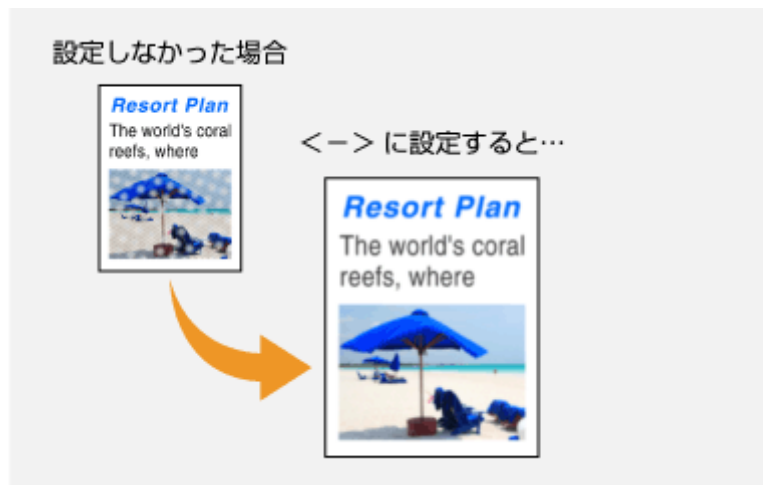 設定しなかった場合
Resort Plan
The world's coral
reefs, where
<ー> に設定すると…
Resort Plan
The world's coral
reefs, where